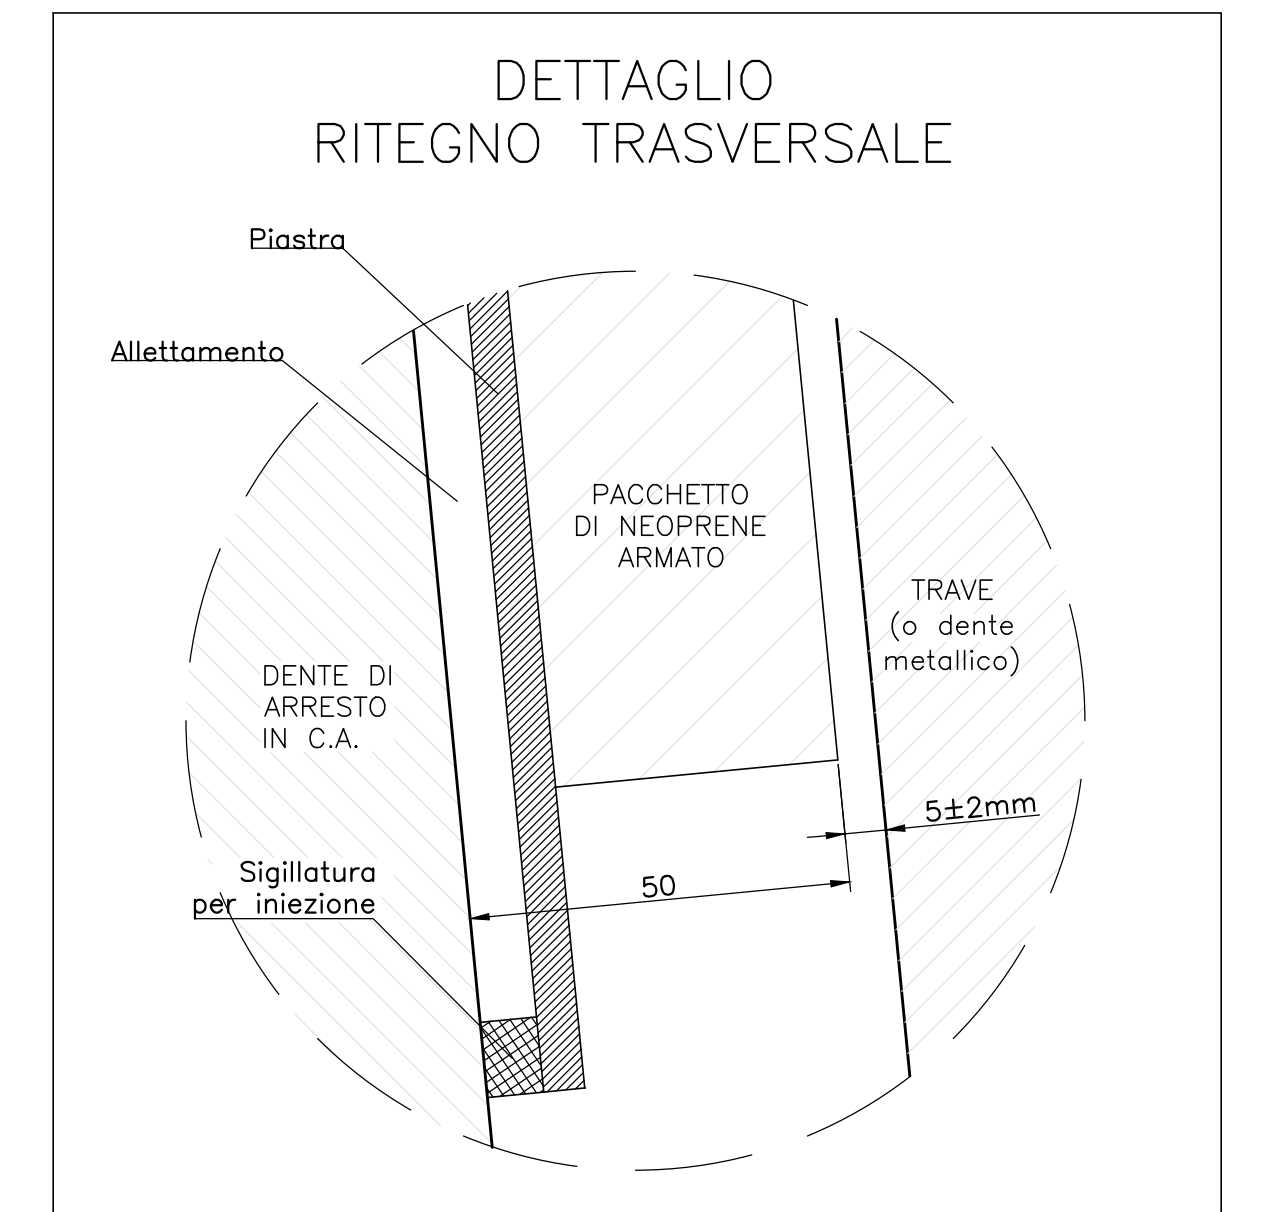 DETTAGLIO
RITEGNO TRASVERSALE
Piastra
Allettamento
PACCHETTO
DI NEOPRENE
ARMATO
TRAVE
(o dente
metallico)
DENTE DI
ARRESTO
IN C.A.
5±2mm
Sigillatura
per iniezione
50